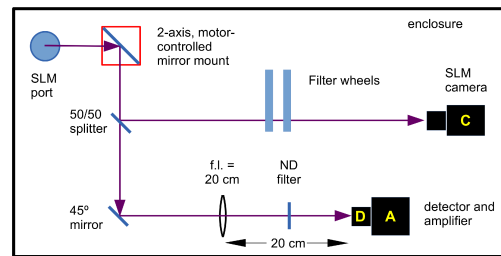 enclosure
2-axis, motor-
controlled
mirror mount
SLM
port
Filter wheels
SLM
camera
50/50
splitter
C
f.l. =
20 cm
ND
filter
45º
mirror
D
A
detector and
amplifier
20 cm